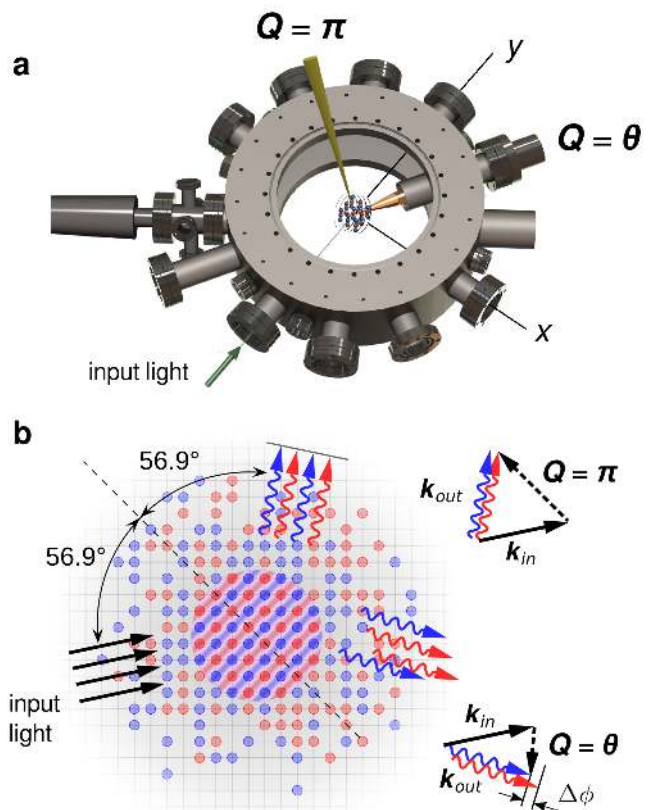 a
Q = π
y
Q = θ
x
input light
b
56.9°
56.9°
input
light
k_out
k_in
Q = π
k_in
Q = θ
k_out
Δϕ